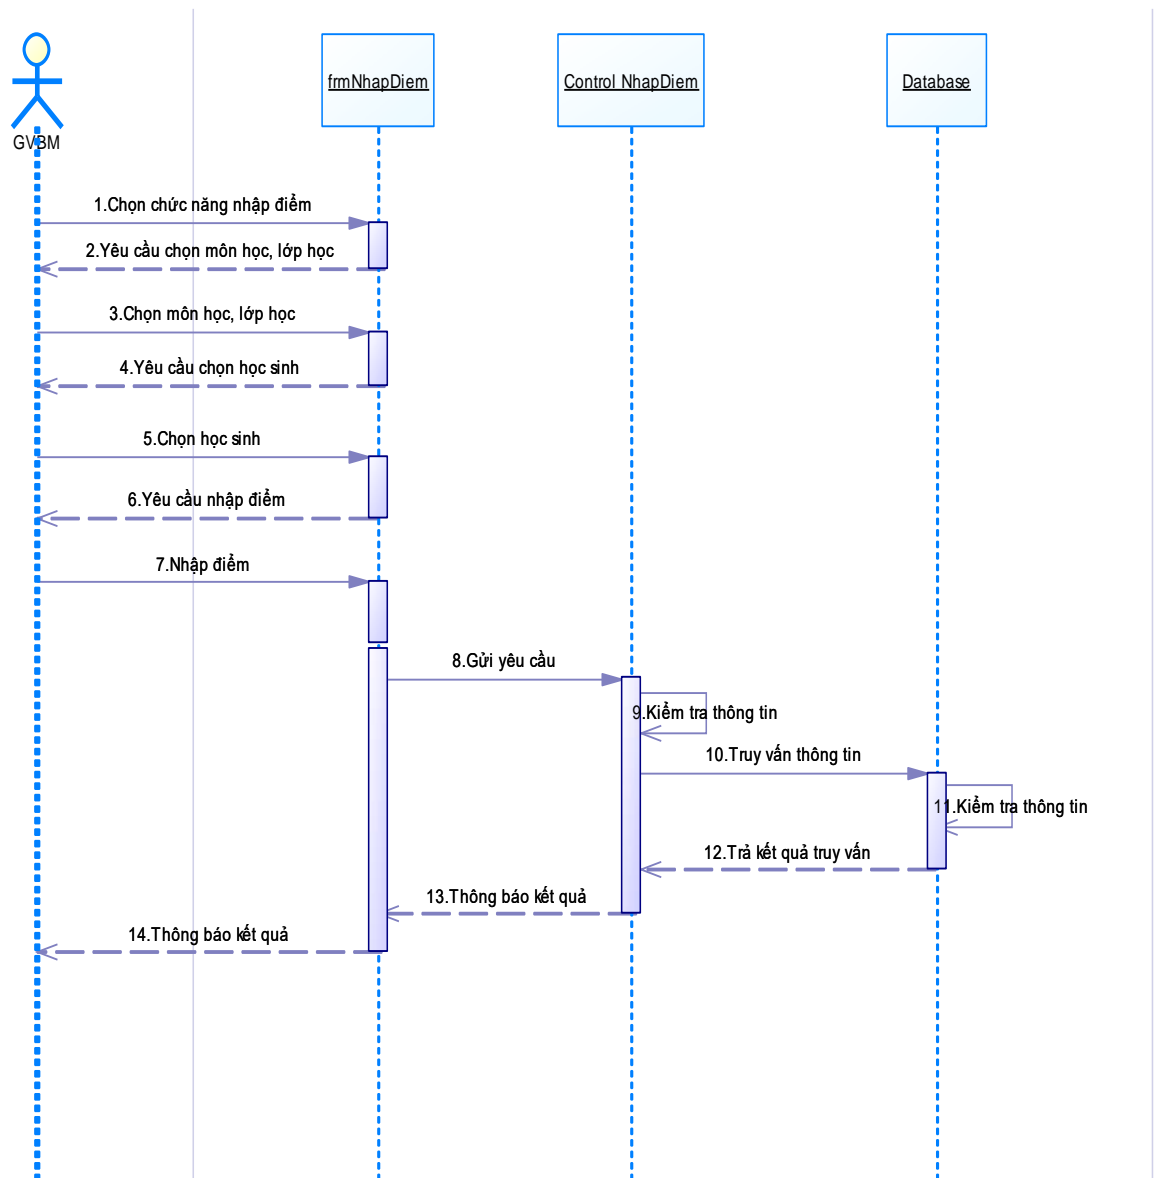 frmNhapDiem
Control NhapDiem
Database
GVBM
1.Chọn chức năng nhập điểm
2.Yêu cầu chọn môn học, lớp học
3.Chọn môn học, lớp học
4.Yêu cầu chọn học sinh
5.Chọn học sinh
6.Yêu cầu nhập điểm
7.Nhập điểm
8.Gửi yêu cầu
9.Kiểm tra thông tin
10.Truy vấn thông tin
11.Kiểm tra thông tin
12.Trả kết quả truy vấn
13.Thông báo kết quả
14.Thông báo kết quả